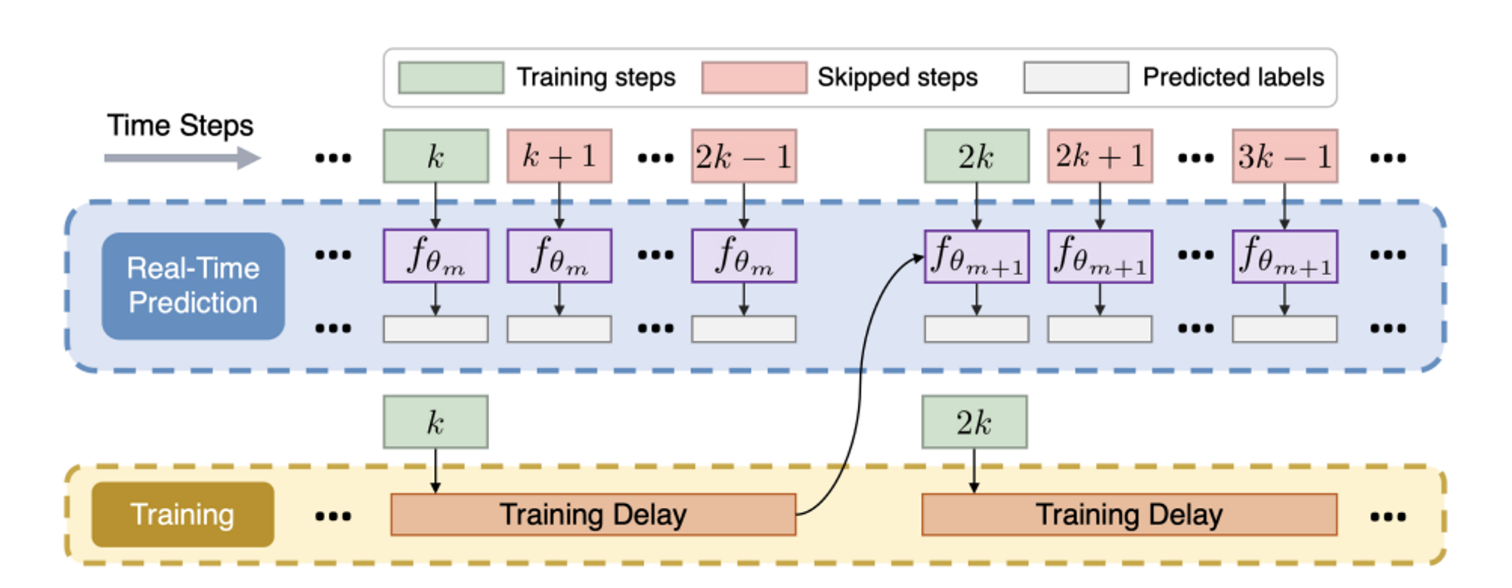 Training steps Skipped steps Predicted labels
Time Steps
... k k + 1 ... 2k − 1 2k 2k + 1 ... 3k − 1 ...
Real-Time
Prediction
... f_{θ_m} f_{θ_m} ... f_{θ_m} f_{θ_{m+1}} f_{θ_{m+1}} ... f_{θ_{m+1}} ...
... ... ... ...
k 2k
Training ... Training Delay Training Delay ...